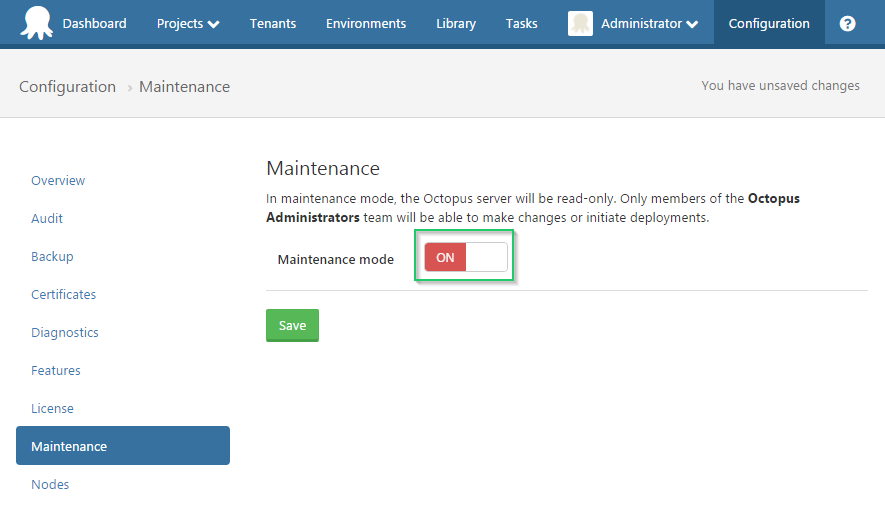 Dashboard Projects Tenants Environments Library Tasks Administrator Configuration ?
Configuration › Maintenance You have unsaved changes
Overview
Audit
Backup
Certificates
Diagnostics
Features
License
Maintenance
Nodes
Maintenance
In maintenance mode, the Octopus server will be read-only. Only members of the Octopus
Administrators team will be able to make changes or initiate deployments.
Maintenance mode ON
Save